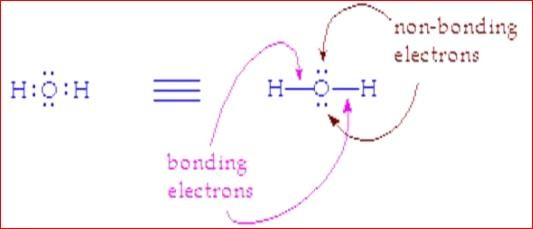 non-bonding
electrons
H:Ö:H ≡ H—Ö—H
bonding
electrons